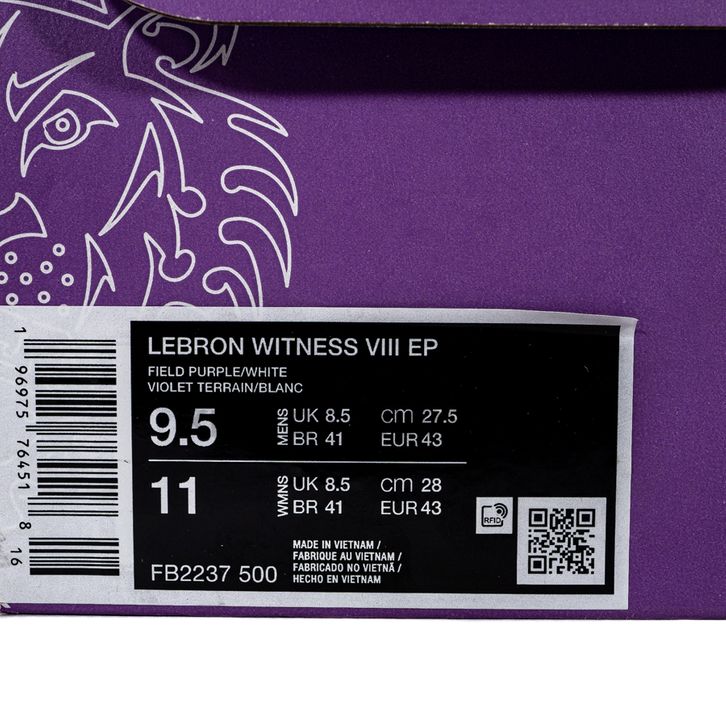 LEBRON WITNESS VIII EP
FIELD PURPLE/WHITE
VIOLET TERRAIN/BLANC
9.5 MENS UK 8.5 cm 27.5
BR 41 EUR 43
11 WMNS UK 8.5 cm 28
BR 41 EUR 43
RFID
MADE IN VIETNAM /
FABRIQUE AU VIETNAM /
FABRICADO NO VIETNÃ /
HECHO EN VIETNAM
FB2237 500
1 96975 76451 8 16